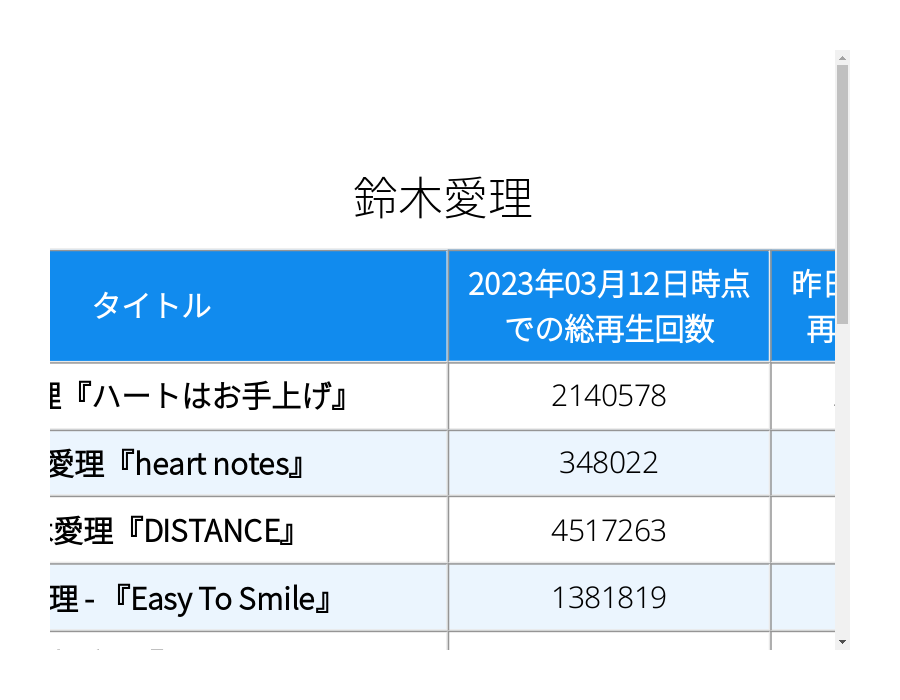 鈴木愛理
タイトル
2023年03月12日時点
での総再生回数
昨日
再
理『ハートはお手上げ』
2140578
愛理『heart notes』
348022
愛理『DISTANCE』
4517263
理 - 『Easy To Smile』
1381819